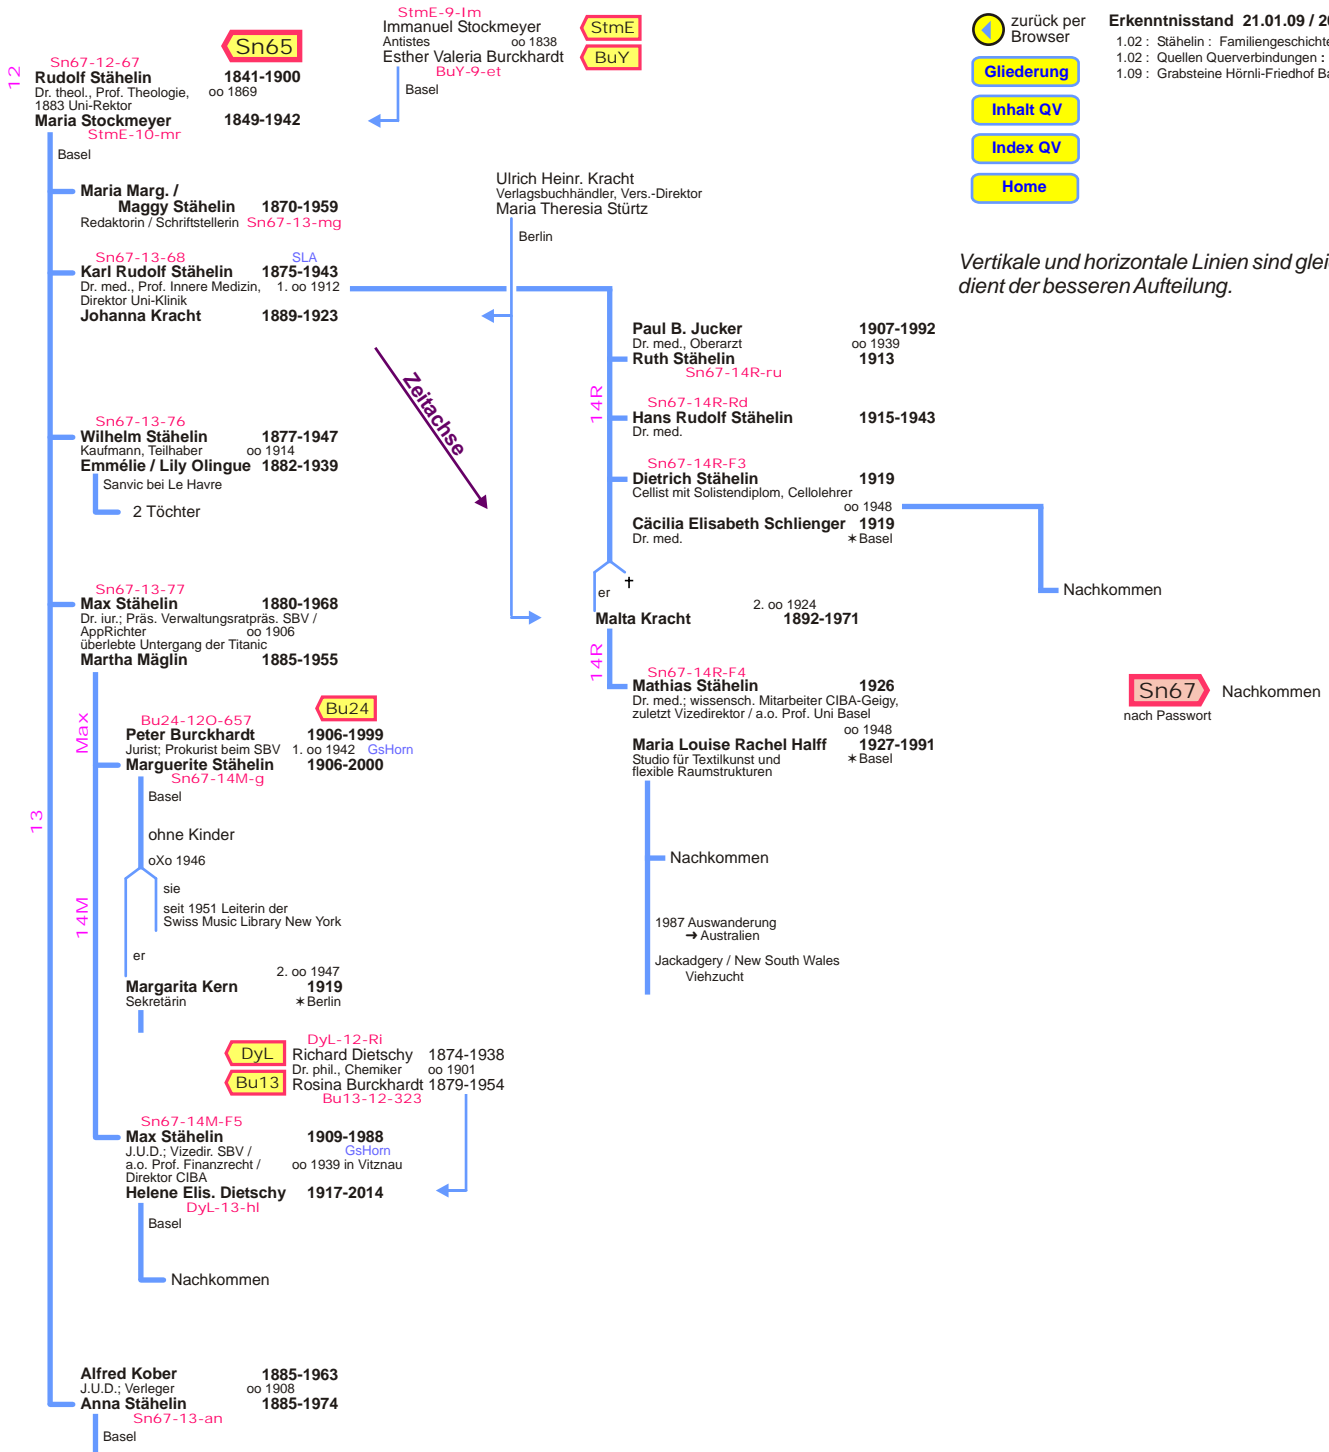 StmE-9-Im
Immanuel Stockmeyer
Antistes oo 1838
Esther Valeria Burckhardt
BuY-9-et
Basel
StmE
BuY
zurück per
Browser
Gliederung
Inhalt QV
Index QV
Home
Erkenntnisstand 21.01.09 / 2
1.02 : Stähelin : Familiengeschichte
1.02 : Quellen Querverbindungen :
1.09 : Grabsteine Hörnli-Friedhof Ba
Vertikale und horizontale Linien sind glei
dient der besseren Aufteilung.
Sn65
12
Sn67-12-67
Rudolf Stähelin 1841-1900
Dr. theol., Prof. Theologie, oo 1869
1883 Uni-Rektor
Maria Stockmeyer 1849-1942
StmE-10-mr
Basel
Maria Marg. /
Maggy Stähelin 1870-1959
Redaktorin / Schriftstellerin Sn67-13-mg
Sn67-13-68 SLA
Karl Rudolf Stähelin 1875-1943
Dr. med., Prof. Innere Medizin, 1. oo 1912
Direktor Uni-Klinik
Johanna Kracht 1889-1923
Ulrich Heinr. Kracht
Verlagsbuchhändler, Vers.-Direktor
Maria Theresia Stürtz
Berlin
Zeitachse
Sn67-13-76
Wilhelm Stähelin 1877-1947
Kaufmann, Teilhaber oo 1914
Emmélie / Lily Olingue 1882-1939
Sanvic bei Le Havre
2 Töchter
14R
Paul B. Jucker 1907-1992
Dr. med., Oberarzt oo 1939
Ruth Stähelin 1913
Sn67-14R-ru
Sn67-14R-Rd
Hans Rudolf Stähelin 1915-1943
Dr. med.
Sn67-14R-F3
Dietrich Stähelin 1919
Cellist mit Solistendiplom, Cellolehrer
oo 1948
Cäcilia Elisabeth Schlienger 1919
Dr. med. ✶Basel
Nachkommen
er
✝
2. oo 1924
Malta Kracht 1892-1971
14R
Sn67-14R-F4
Mathias Stähelin 1926
Dr. med.; wissensch. Mitarbeiter CIBA-Geigy,
zuletzt Vizedirektor / a.o. Prof. Uni Basel
oo 1948
Maria Louise Rachel Halff 1927-1991
Studio für Textilkunst und ✶Basel
flexible Raumstrukturen
Nachkommen
1987 Auswanderung
➔ Australien
Jackadgery / New South Wales
Viehzucht
Sn67 Nachkommen
nach Passwort
13
Sn67-13-77
Max Stähelin 1880-1968
Dr. iur.; Präs. Verwaltungsratpräs. SBV /
AppRichter oo 1906
überlebte Untergang der Titanic
Martha Mäglin 1885-1955
Max
14M
Bu24
Bu24-12O-657
Peter Burckhardt 1906-1999
Jurist; Prokurist beim SBV 1. oo 1942 GsHorn
Marguerite Stähelin 1906-2000
Sn67-14M-g
Basel
ohne Kinder
oXo 1946
sie
seit 1951 Leiterin der
Swiss Music Library New York
er
2. oo 1947
Margarita Kern 1919
Sekretärin ✶Berlin
DyL
Bu13
DyL-12-Ri
Richard Dietschy 1874-1938
Dr. phil., Chemiker oo 1901
Rosina Burckhardt 1879-1954
Bu13-12-323
Sn67-14M-F5
Max Stähelin 1909-1988
J.U.D.; Vizedir. SBV / GsHorn
a.o. Prof. Finanzrecht / oo 1939 in Vitznau
Direktor CIBA
Helene Elis. Dietschy 1917-2014
DyL-13-hl
Basel
Nachkommen
Alfred Kober 1885-1963
J.U.D.; Verleger oo 1908
Anna Stähelin 1885-1974
Sn67-13-an
Basel